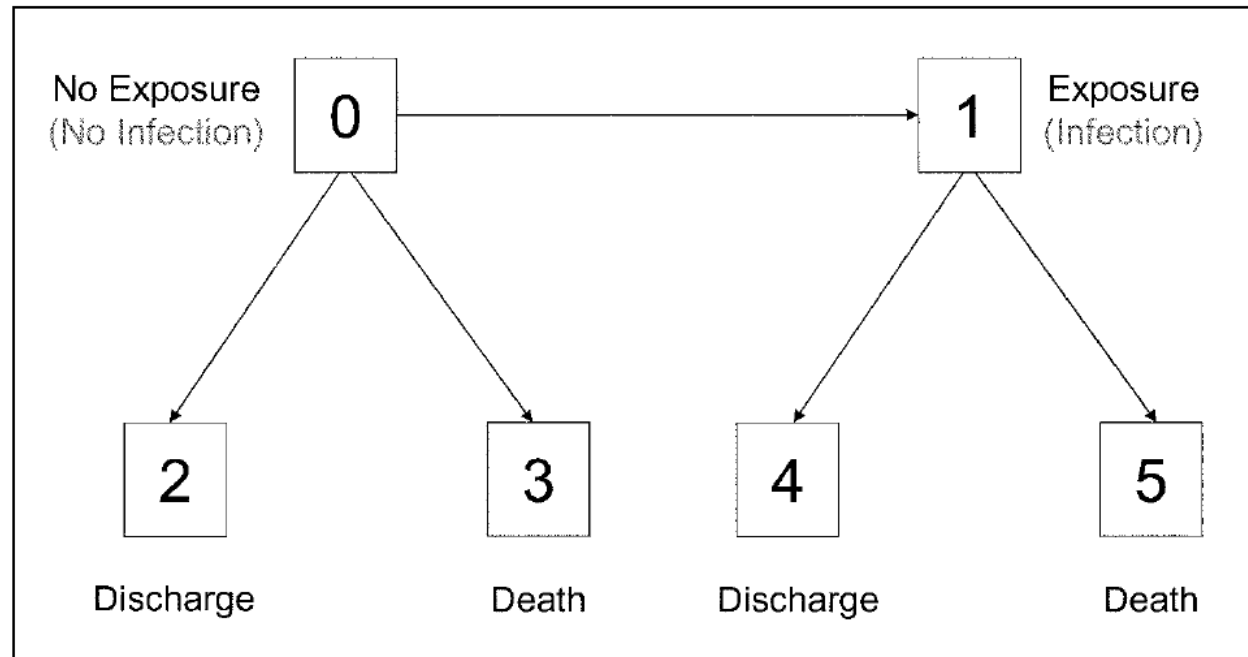 No Exposure
(No Infection)
0
1
Exposure
(Infection)
2
3
4
5
Discharge
Death
Discharge
Death